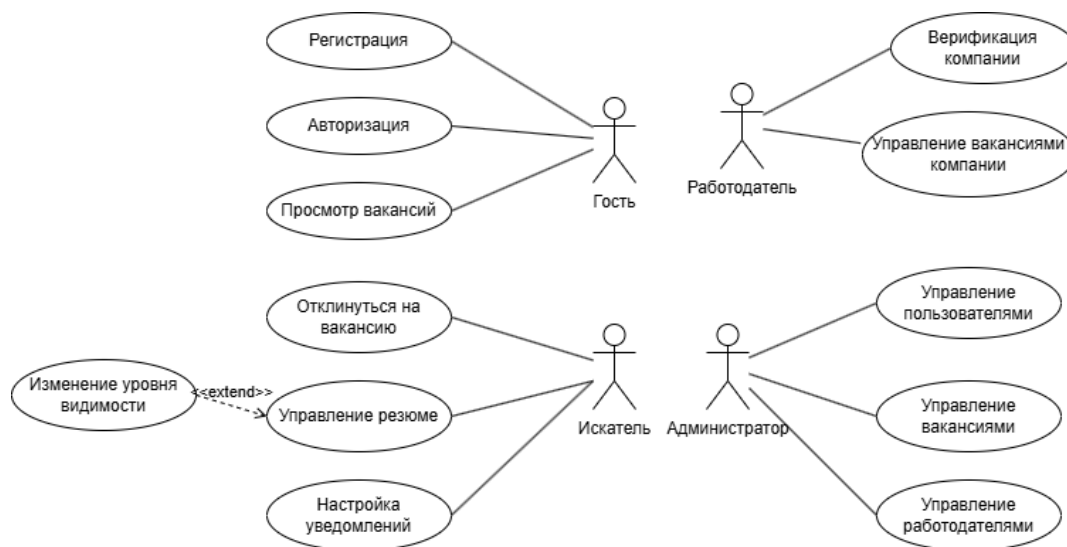 Регистрация
Авторизация
Просмотр вакансий
Гость
Работодатель
Верификация
компании
Управление вакансиями
компании
Отклинуться на
вакансию
Изменение уровня
видимости
<<extend>>
Управление резюме
Настройка
уведомлений
Искатель
Администратор
Управление
пользователями
Управление
вакансиями
Управление
работодателями